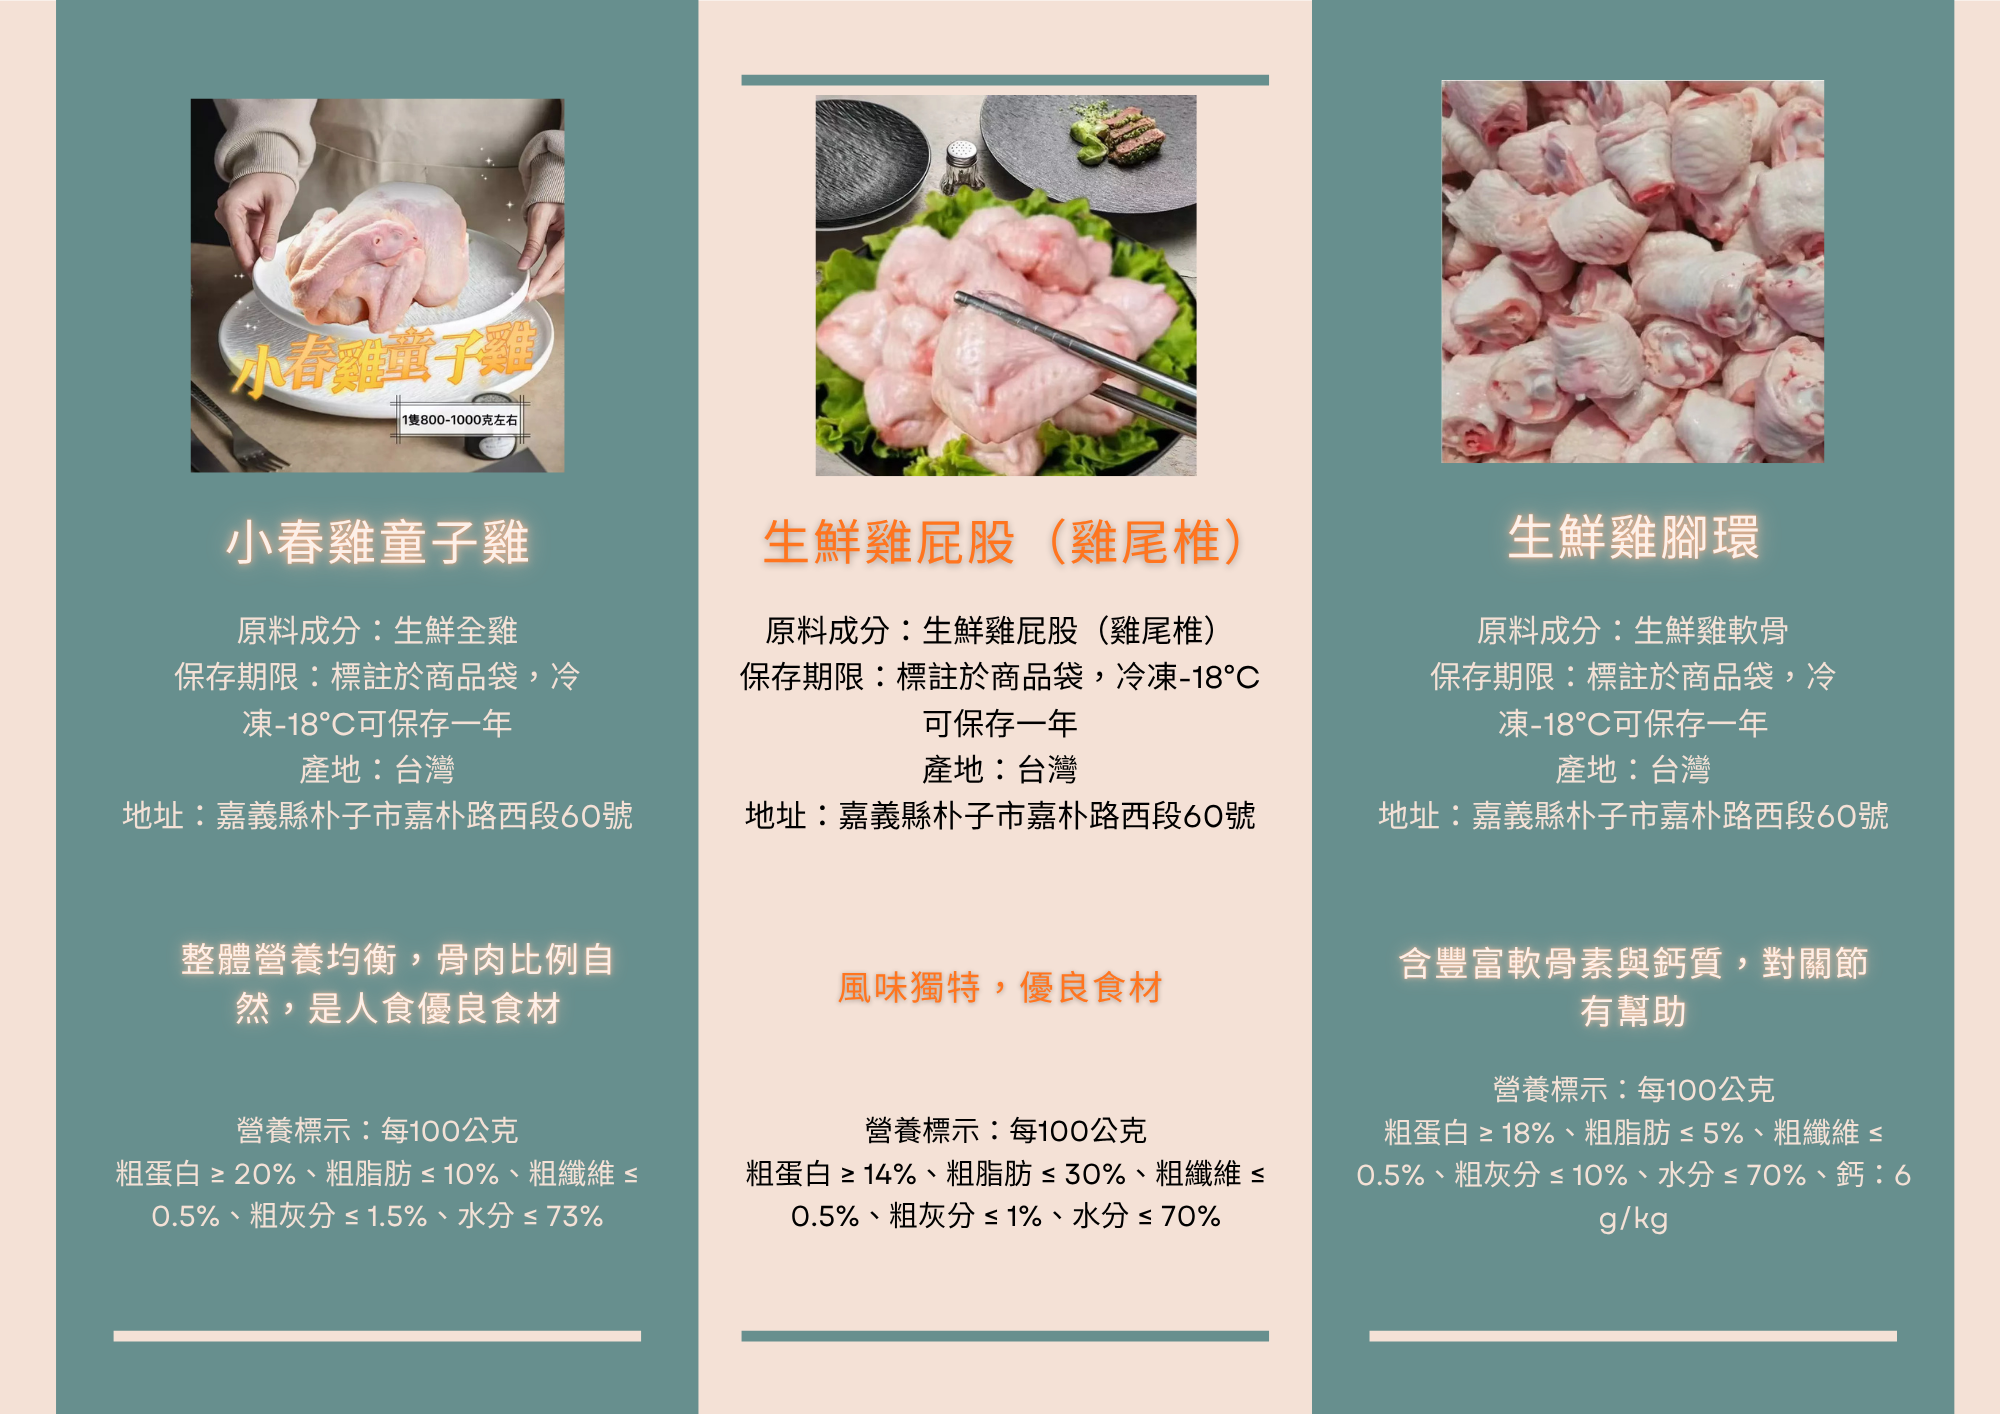 小春雞童子雞
1隻800-1000克左右
小春雞童子雞
原料成分：生鮮全雞
保存期限：標註於商品袋，冷
凍-18°C可保存一年
產地：台灣
地址：嘉義縣朴子市嘉朴路西段60號
整體營養均衡，骨肉比例自
然，是人食優良食材
營養標示：每100公克
粗蛋白 ≥ 20%、粗脂肪 ≤ 10%、粗纖維 ≤
0.5%、粗灰分 ≤ 1.5%、水分 ≤ 73%
生鮮雞屁股（雞尾椎）
原料成分：生鮮雞屁股（雞尾椎）
保存期限：標註於商品袋，冷凍-18°C
可保存一年
產地：台灣
地址：嘉義縣朴子市嘉朴路西段60號
風味獨特，優良食材
營養標示：每100公克
粗蛋白 ≥ 14%、粗脂肪 ≤ 30%、粗纖維 ≤
0.5%、粗灰分 ≤ 1%、水分 ≤ 70%
生鮮雞腳環
原料成分：生鮮雞軟骨
保存期限：標註於商品袋，冷
凍-18°C可保存一年
產地：台灣
地址：嘉義縣朴子市嘉朴路西段60號
含豐富軟骨素與鈣質，對關節
有幫助
營養標示：每100公克
粗蛋白 ≥ 18%、粗脂肪 ≤ 5%、粗纖維 ≤
0.5%、粗灰分 ≤ 10%、水分 ≤ 70%、鈣：6
g/kg